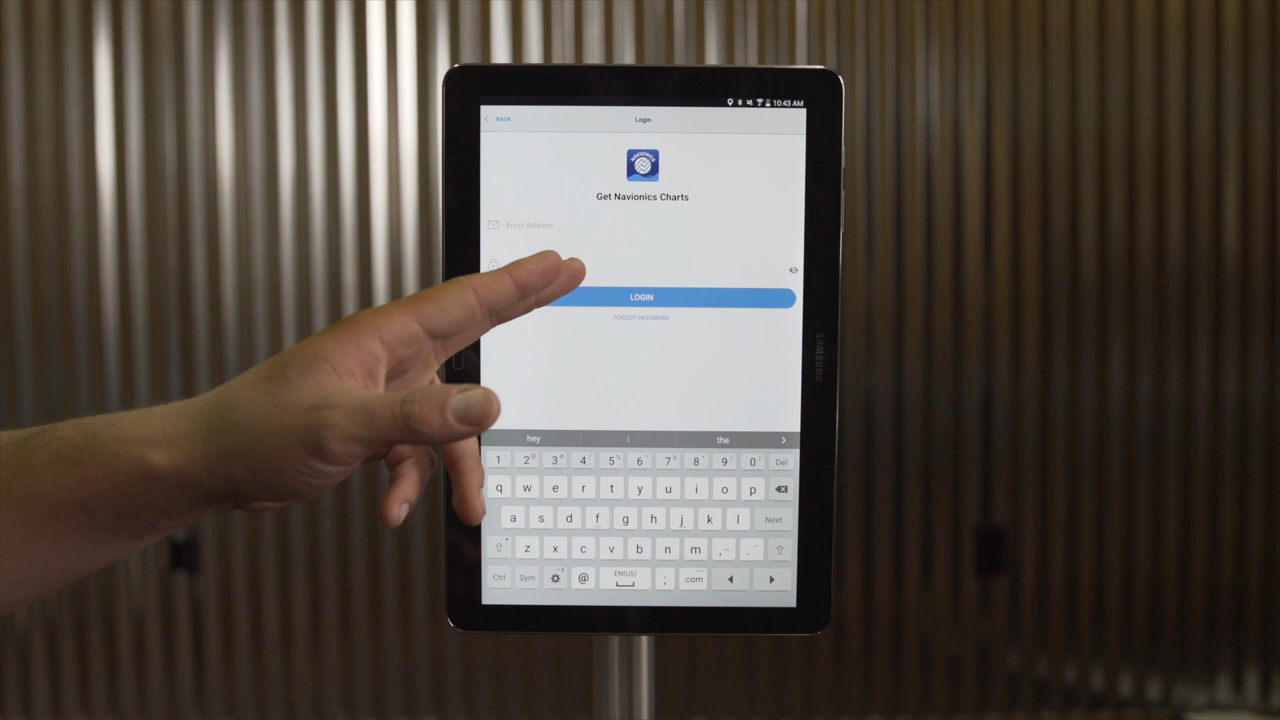 10:43 AM
BACK
Login
NAVIONICS
Get Navionics Charts
Email Address
LOGIN
FORGOT PASSWORD
SAMSUNG
hey I the
1 2@ 3# 4/ 5% 6^ 7& 8* 9( 0) Del
q w e r t y u i o p
a s d f g h j k l Next
z x c v b n m ,- .
Ctrl Sym @ EN(US) ; .com